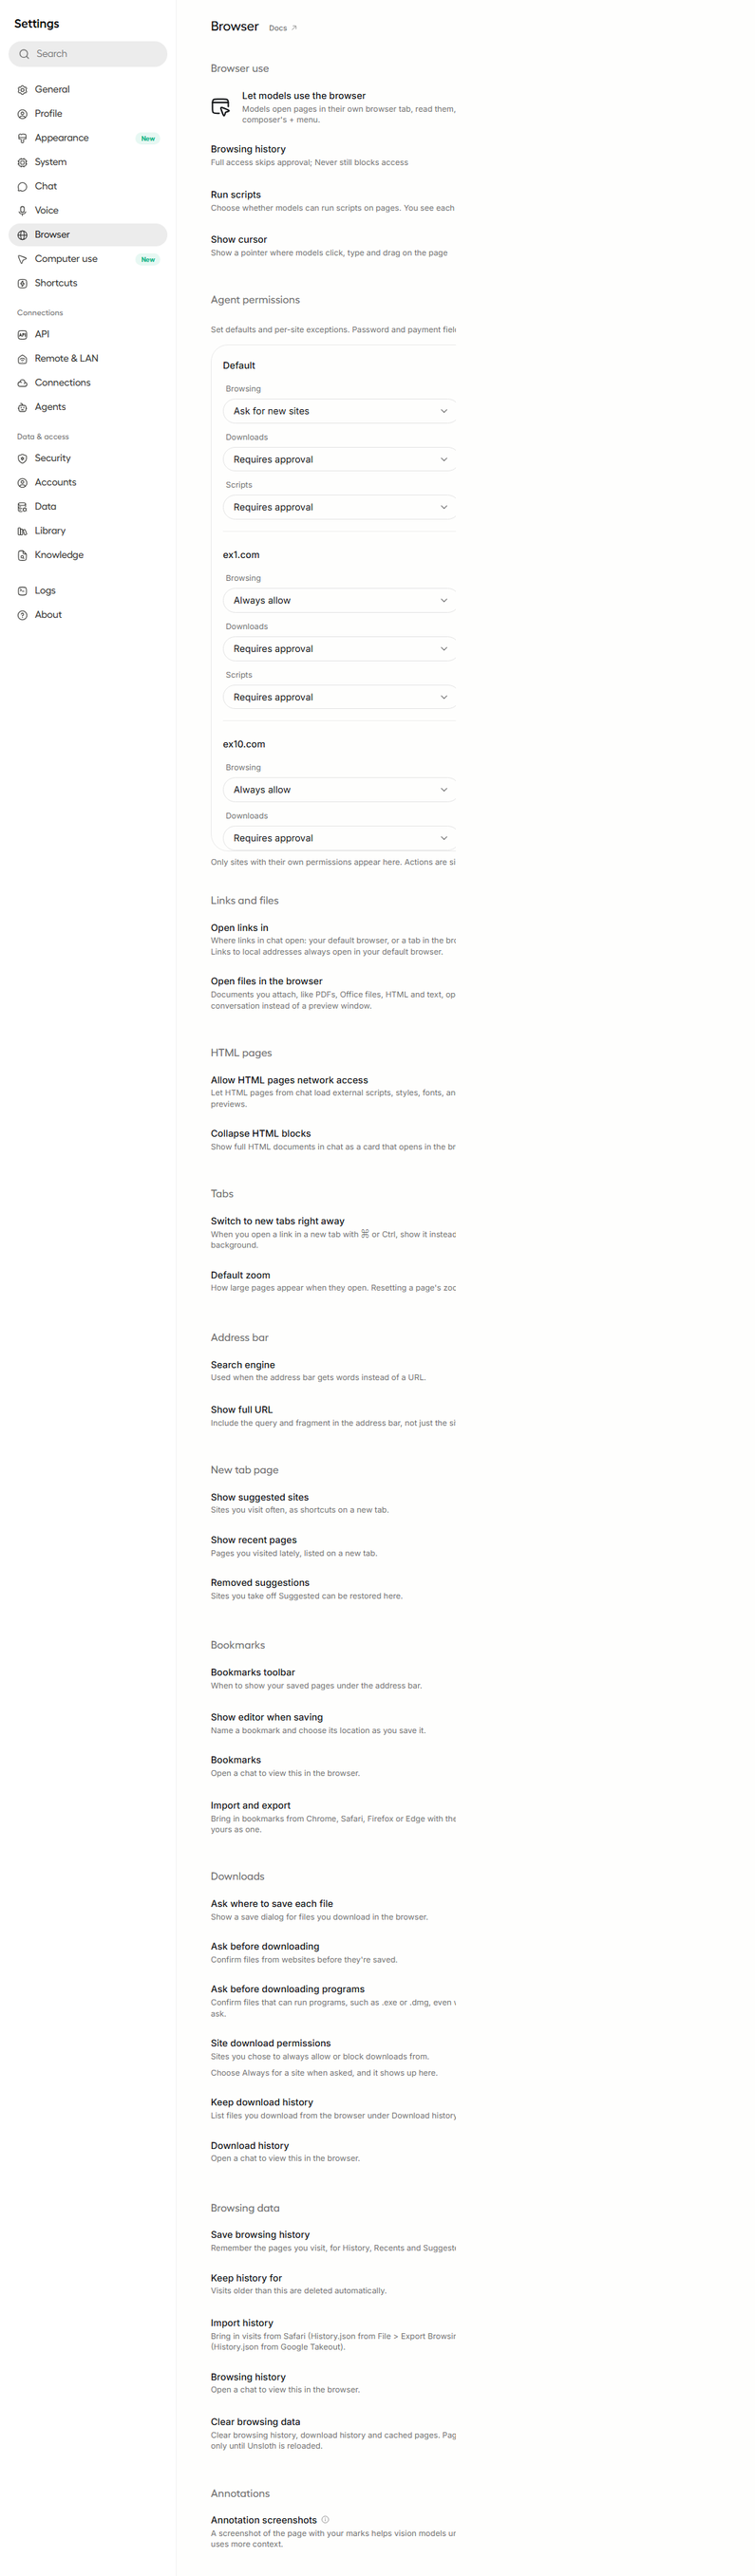 Settings
Search
General
Profile
Appearance New
System
Chat
Voice
Browser
Computer use New
Shortcuts
Connections
API
Remote & LAN
Connections
Agents
Data & access
Security
Accounts
Data
Library
Knowledge
Logs
About
Browser Docs
Browser use
Let models use the browser
Models open pages in their own browser tab, read them,
composer's + menu.
Browsing history
Full access skips approval; Never still blocks access
Run scripts
Choose whether models can run scripts on pages. You see each
Show cursor
Show a pointer where models click, type and drag on the page
Agent permissions
Set defaults and per-site exceptions. Password and payment
Default
Browsing
Ask for new sites
Downloads
Requires approval
Scripts
Requires approval
ex1.com
Browsing
Always allow
Downloads
Requires approval
Scripts
Requires approval
ex10.com
Browsing
Always allow
Downloads
Requires approval
Only sites with their own permissions appear here. Actions are
Links and files
Open links in
Where links in chat open: your default browser, or a tab in the
Links to local addresses always open in your default browser.
Open files in the browser
Documents you attach, like PDFs, Office files, HTML and text, op
conversation instead of a preview window.
HTML pages
Allow HTML pages network access
Let HTML pages from chat load external scripts, styles, fonts, an
previews.
Collapse HTML blocks
Show full HTML documents in chat as a card that opens in the br
Tabs
Switch to new tabs right away
When you open a link in a new tab with ⌘ or Ctrl, show it instead
background.
Default zoom
How large pages appear when they open. Resetting a page's
Address bar
Search engine
Used when the address bar gets words instead of a URL.
Show full URL
Include the query and fragment in the address bar, not just the si
New tab page
Show suggested sites
Sites you visit often, as shortcuts on a new tab.
Show recent pages
Pages you visited lately, listed on a new tab.
Removed suggestions
Sites you take off Suggested can be restored here.
Bookmarks
Bookmarks toolbar
When to show your saved pages under the address bar.
Show editor when saving
Name a bookmark and choose its location as you save it.
Bookmarks
Open a chat to view this in the browser.
Import and export
Bring in bookmarks from Chrome, Safari, Firefox or Edge with the
yours as one.
Downloads
Ask where to save each file
Show a save dialog for files you download in the browser.
Ask before downloading
Confirm files from websites before they're saved.
Ask before downloading programs
Confirm files that can run programs, such as .exe or .dmg, even
ask.
Site download permissions
Sites you chose to always allow or block downloads from.
Choose Always for a site when asked, and it shows up here.
Keep download history
List files you download from the browser under Download history
Download history
Open a chat to view this in the browser.
Browsing data
Save browsing history
Remember the pages you visit, for History, Recents and
Keep history for
Visits older than this are deleted automatically.
Import history
Bring in visits from Safari (History.json from File > Export
(History.json from Google Takeout).
Browsing history
Open a chat to view this in the browser.
Clear browsing data
Clear browsing history, download history and cached pages.
only until Unsloth is reloaded.
Annotations
Annotation screenshots
A screenshot of the page with your marks helps vision models
uses more context.